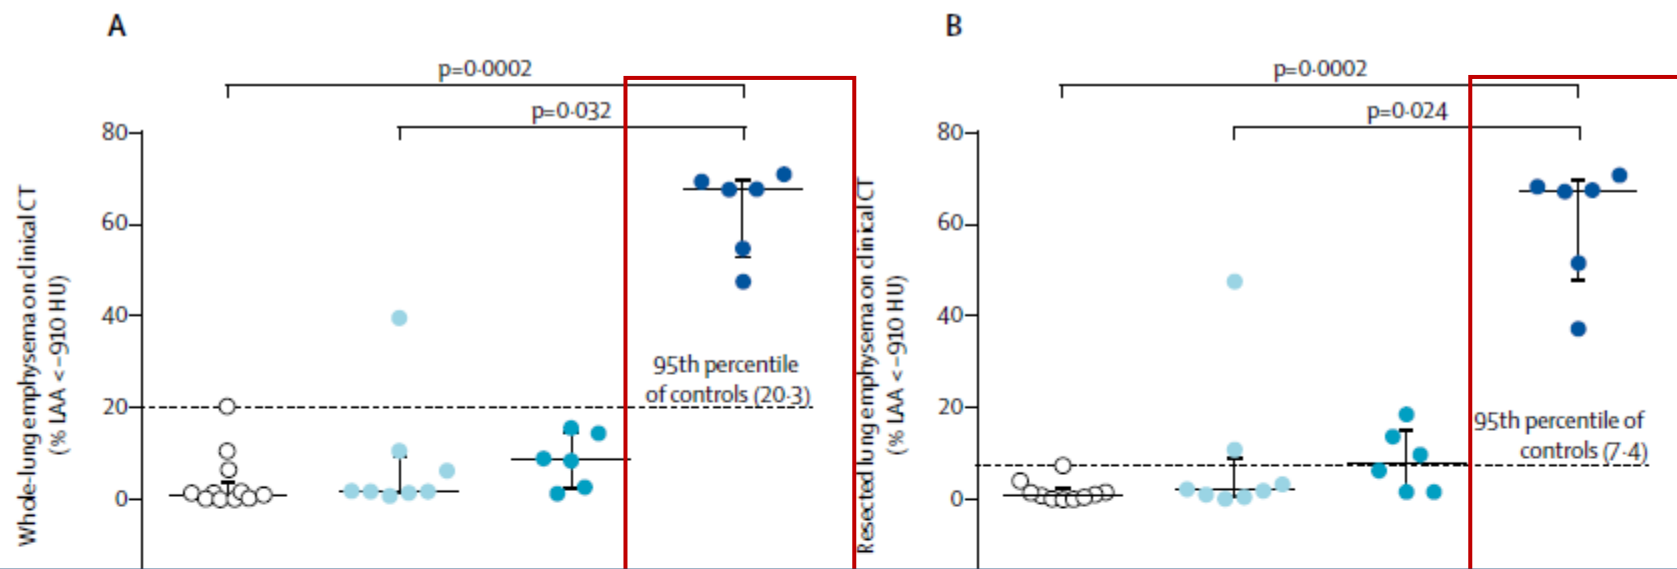 A
p=0·0002
p=0·032
80
60
40
20
0
Whole-lung emphysema on clinical CT
(% LAA <–910 HU)
95th percentile
of controls (20·3)
B
p=0·0002
p=0·024
80
60
40
20
0
Resected lung emphysema on clinical CT
(% LAA <–910 HU)
95th percentile of
controls (7·4)